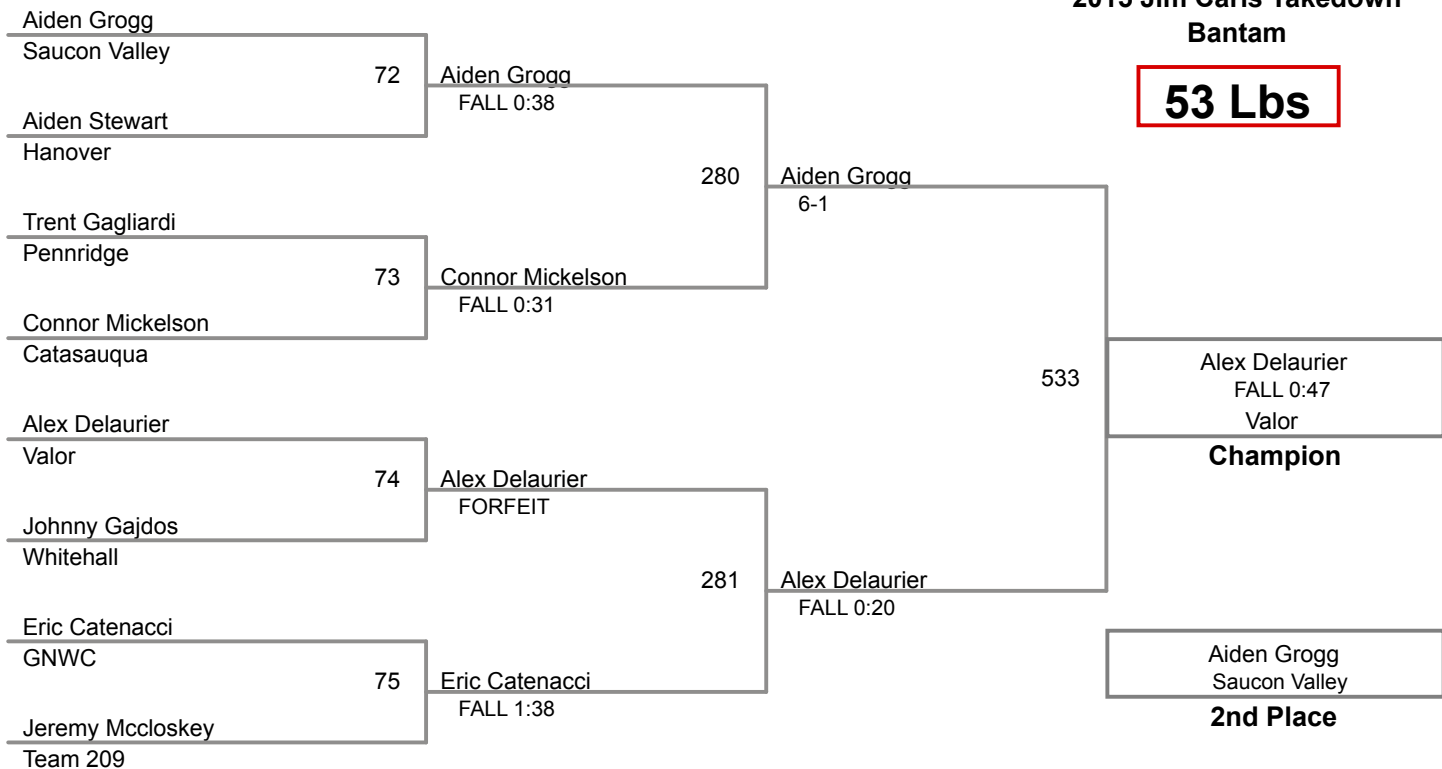 2015 Jim Carls Takedown
Bantam
53 Lbs
Aiden Grogg
Saucon Valley
72
Aiden Grogg
FALL 0:38
Aiden Stewart
Hanover
280
Aiden Grogg
6-1
Trent Gagliardi
Pennridge
73
Connor Mickelson
FALL 0:31
Connor Mickelson
Catasauqua
533
Alex Delaurier
FALL 0:47
Valor
Champion
Alex Delaurier
Valor
74
Alex Delaurier
FORFEIT
Johnny Gajdos
Whitehall
281
Alex Delaurier
FALL 0:20
Eric Catenacci
GNWC
75
Eric Catenacci
FALL 1:38
Jeremy Mccloskey
Team 209
Aiden Grogg
Saucon Valley
2nd Place